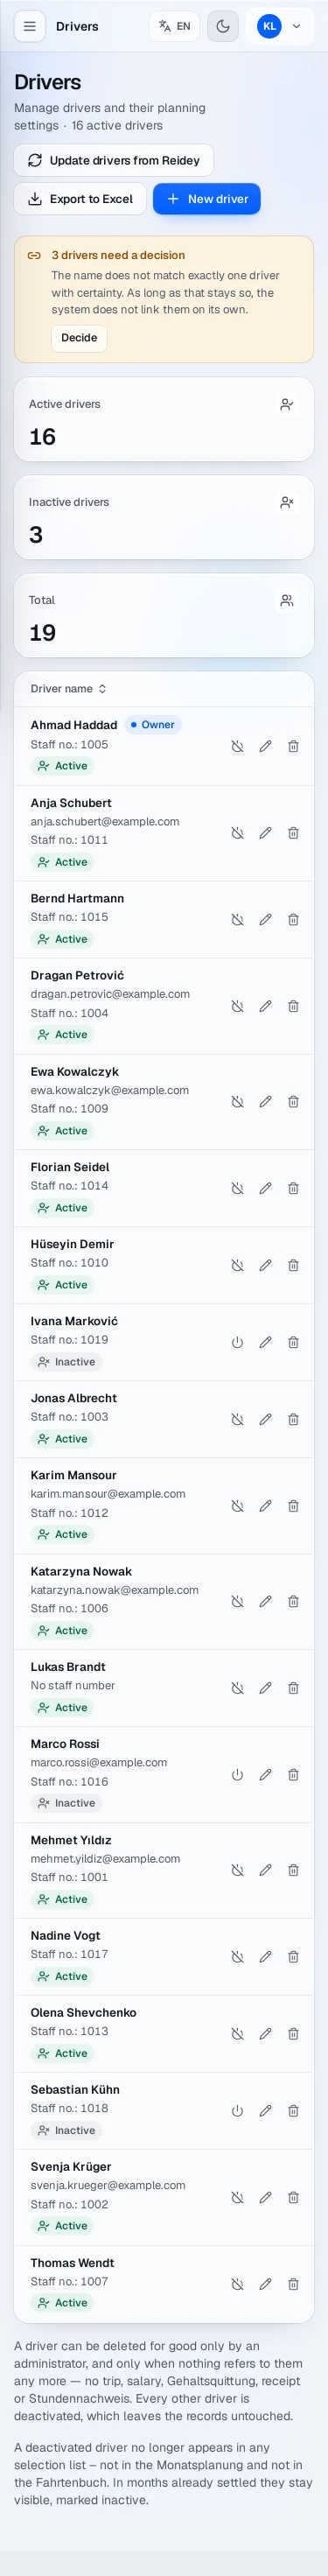 Drivers
EN
KL
Drivers
Manage drivers and their planning
settings · 16 active drivers
Update drivers from Reidey
Export to Excel
New driver
3 drivers need a decision
The name does not match exactly one driver
with certainty. As long as that stays so, the
system does not link them on its own.
Decide
Active drivers
16
Inactive drivers
3
Total
19
Driver name
Ahmad Haddad Owner
Staff no.: 1005
Active
Anja Schubert
anja.schubert@example.com
Staff no.: 1011
Active
Bernd Hartmann
Staff no.: 1015
Active
Dragan Petrović
dragan.petrovic@example.com
Staff no.: 1004
Active
Ewa Kowalczyk
ewa.kowalczyk@example.com
Staff no.: 1009
Active
Florian Seidel
Staff no.: 1014
Active
Hüseyin Demir
Staff no.: 1010
Active
Ivana Marković
Staff no.: 1019
Inactive
Jonas Albrecht
Staff no.: 1003
Active
Karim Mansour
karim.mansour@example.com
Staff no.: 1012
Active
Katarzyna Nowak
katarzyna.nowak@example.com
Staff no.: 1006
Active
Lukas Brandt
No staff number
Active
Marco Rossi
marco.rossi@example.com
Staff no.: 1016
Inactive
Mehmet Yıldız
mehmet.yildiz@example.com
Staff no.: 1001
Active
Nadine Vogt
Staff no.: 1017
Active
Olena Shevchenko
Staff no.: 1013
Active
Sebastian Kühn
Staff no.: 1018
Inactive
Svenja Krüger
svenja.krueger@example.com
Staff no.: 1002
Active
Thomas Wendt
Staff no.: 1007
Active
A driver can be deleted for good only by an
administrator, and only when nothing refers to them
any more — no trip, salary, Gehaltsquittung, receipt
or Stundennachweis. Every other driver is
deactivated, which leaves the records untouched.
A deactivated driver no longer appears in any
selection list – not in the Monatsplanung and not in
the Fahrtenbuch. In months already settled they stay
visible, marked inactive.